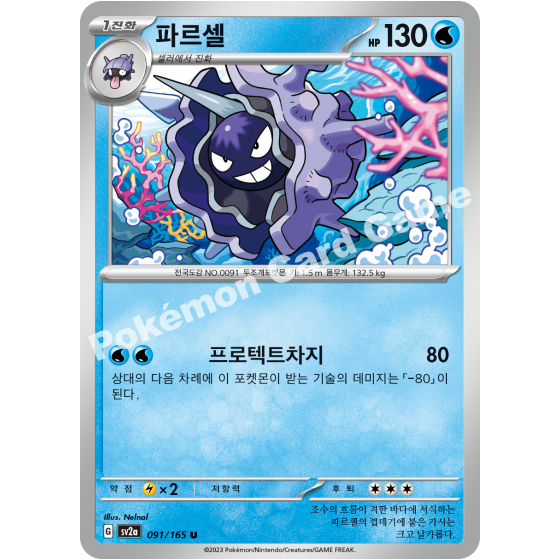 1진화
파르셀
HP 130
셀러에서 진화
전국도감 NO.0091 두조개포켓몬 키: 1.5 m 몸무게: 132.5 kg
Pokémon Card Game
프로텍트차지 80
상대의 다음 차례에 이 포켓몬이 받는 기술의 데미지는 「-80」이
된다.
약점 ×2 저항력 후퇴
Illus. Nelnal
G sv2a 091/165 U
조수의 흐름이 격한 바다에 서식하는
파르셀의 껍데기에 붙은 가시는
크고 날카롭다.
©2023 Pokémon/Nintendo/Creatures/GAME FREAK.